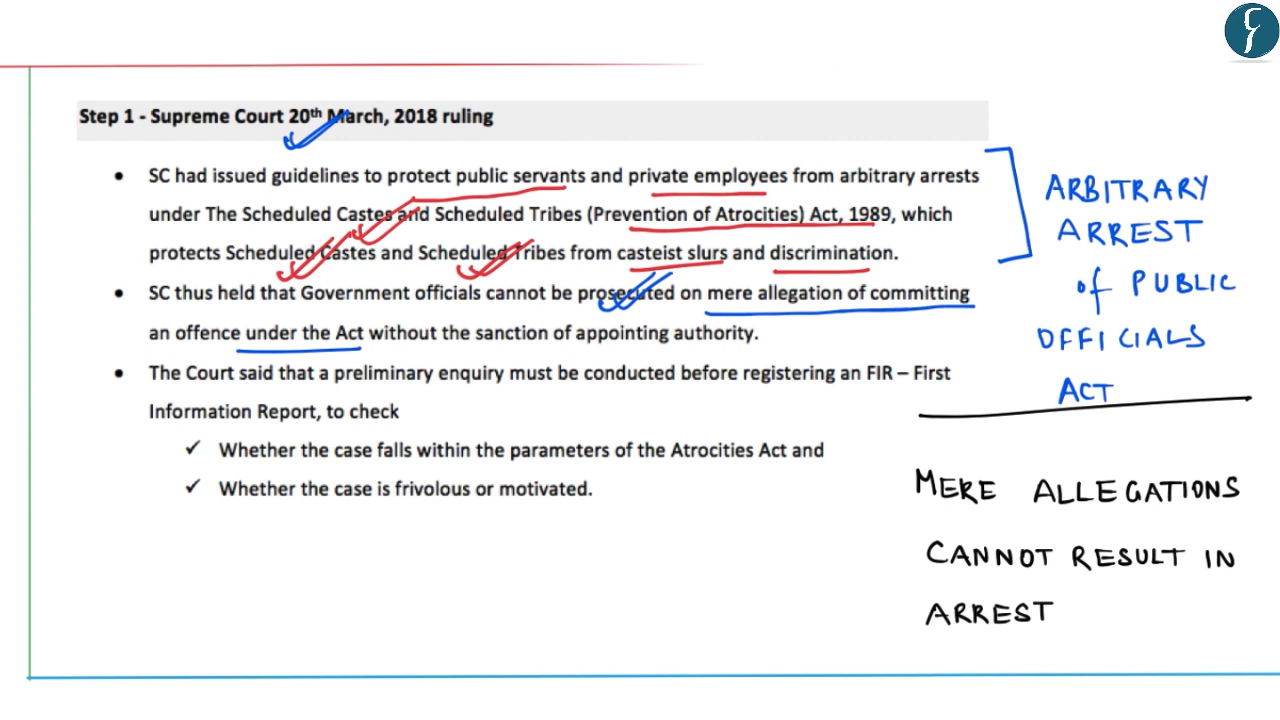 Step 1 - Supreme Court 20th March, 2018 ruling
• SC had issued guidelines to protect public servants and private employees from arbitrary arrests
under The Scheduled Castes and Scheduled Tribes (Prevention of Atrocities) Act, 1989, which
protects Scheduled Castes and Scheduled Tribes from casteist slurs and discrimination.
• SC thus held that Government officials cannot be prosecuted on mere allegation of committing
an offence under the Act without the sanction of appointing authority.
• The Court said that a preliminary enquiry must be conducted before registering an FIR – First
Information Report, to check
✓ Whether the case falls within the parameters of the Atrocities Act and
✓ Whether the case is frivolous or motivated.
ARBITRARY
ARREST
of PUBLIC
OFFICIALS
ACT
MERE ALLEGATIONS
CANNOT RESULT IN
ARREST